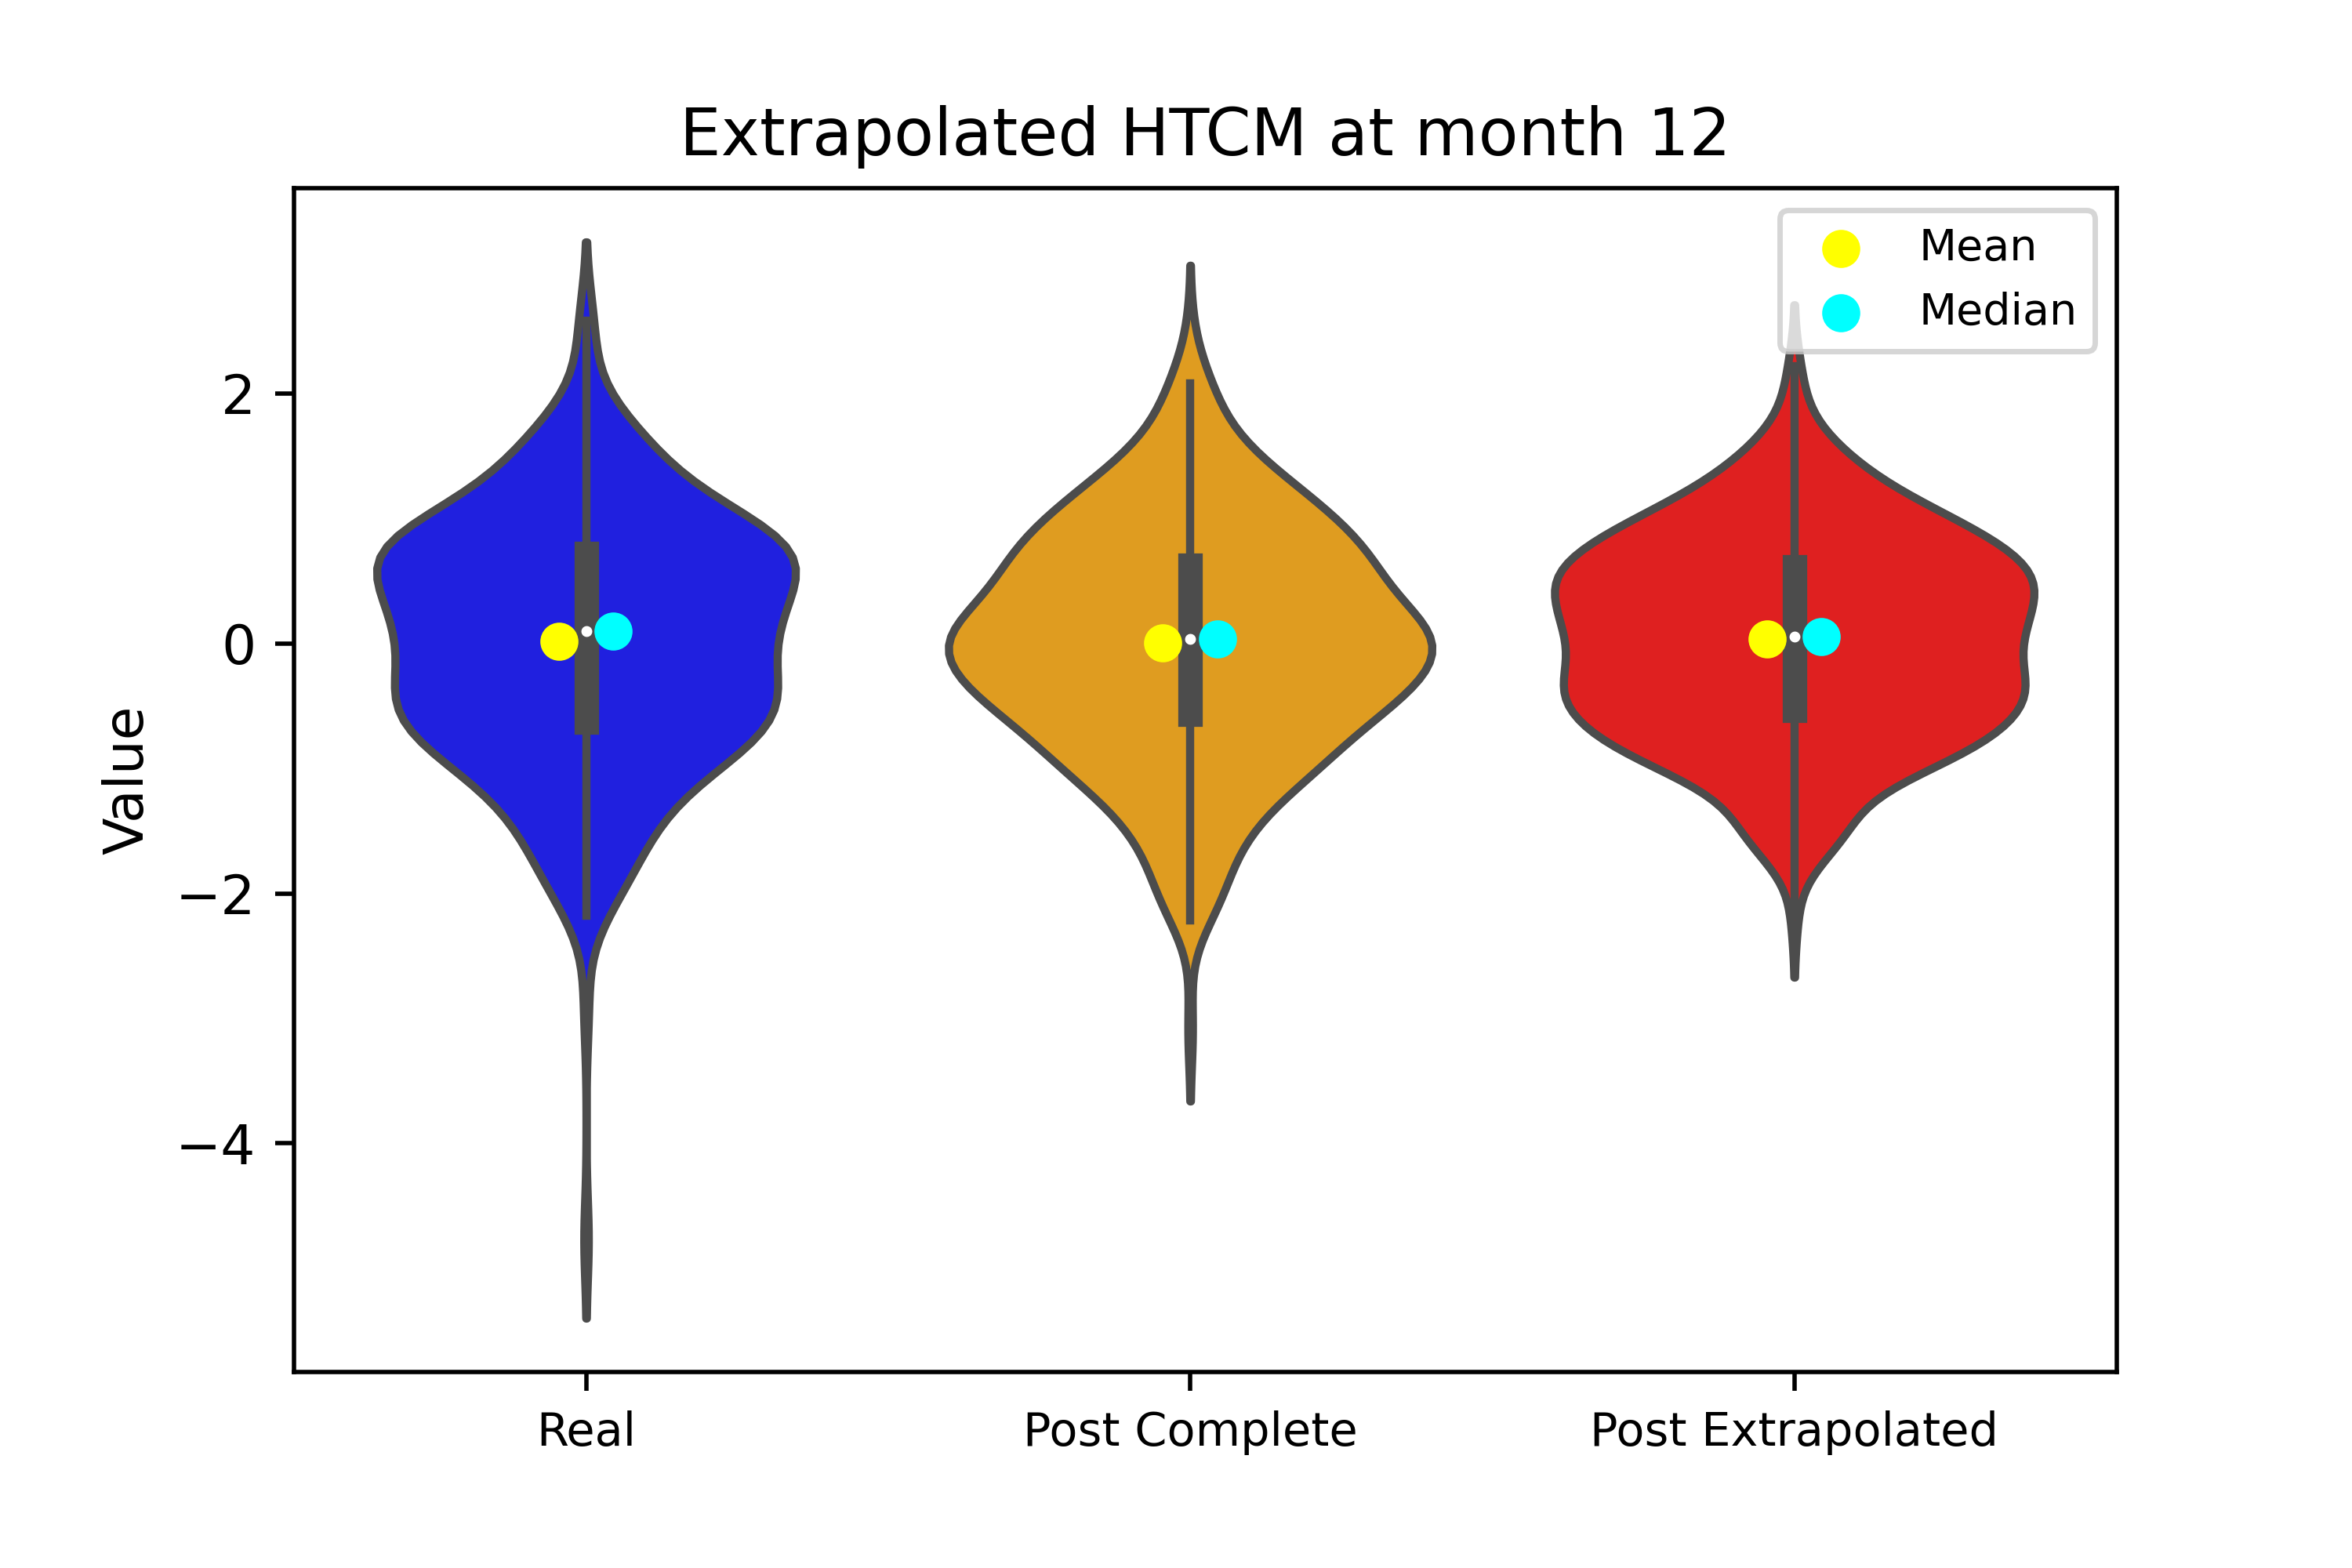 Extrapolated HTCM at month 12
Mean
Median
2
0
−2
−4
Value
Real
Post Complete
Post Extrapolated